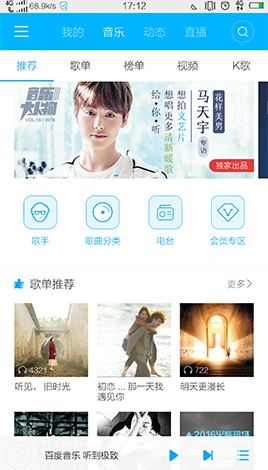 4G 68.9k/s 17:12
我的 音乐 动态 直播
推荐 歌单 榜单 视频 K歌
音乐大人物
VOL.18 / 2016
给·你·听
想唱更多
想拍文艺片
清新暖歌
马天宇
专访
花样美男
独家出品
歌手 歌曲分类 电台 会员专区
歌单推荐 更多
4321 722
听见，旧时光 初恋 ... 那一天我 明天更漫长
遇见你
2016火
现场
百度音乐 听到极致